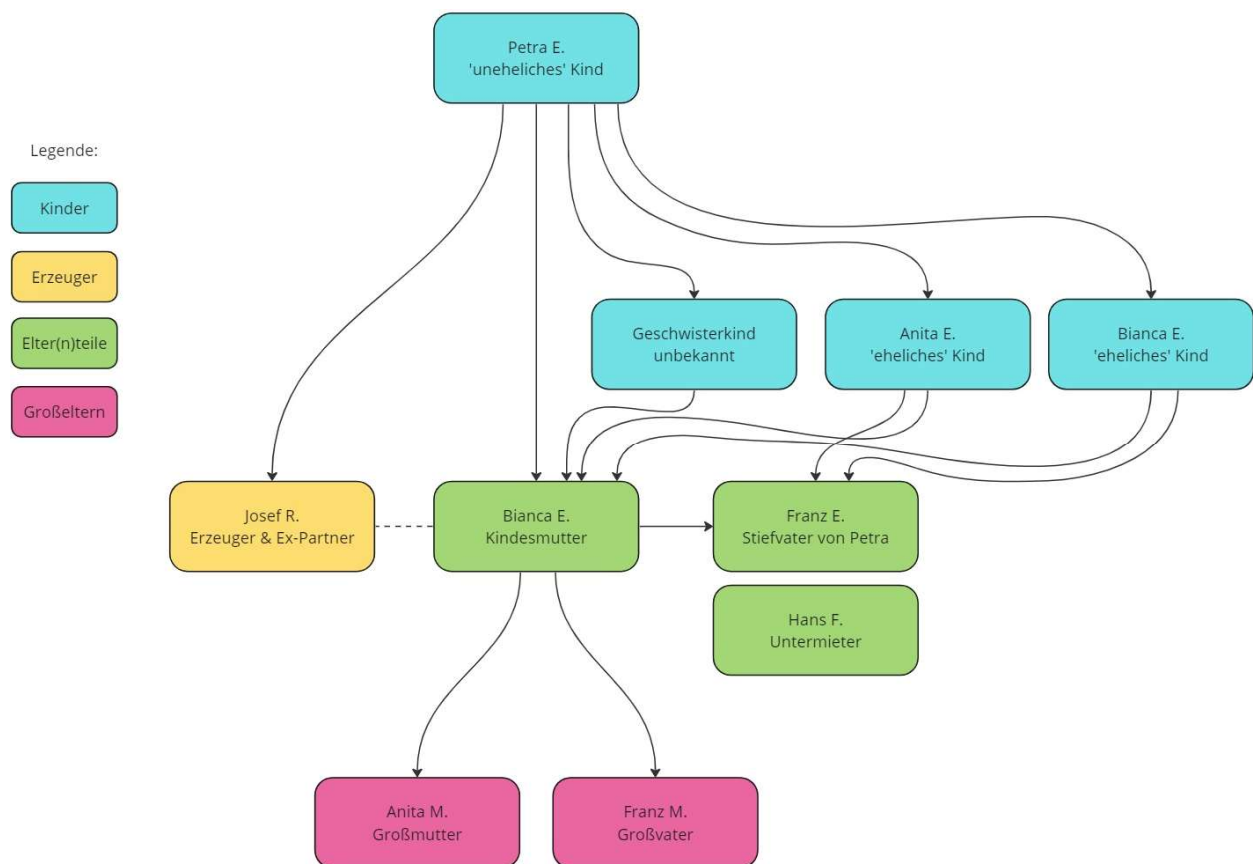 Petra E.
'uneheliches' Kind
Legende:
Kinder
Erzeuger
Elter(n)teile
Großeltern
Geschwisterkind
unbekannt
Anita E.
'eheliches' Kind
Bianca E.
'eheliches' Kind
Josef R.
Erzeuger & Ex-Partner
Bianca E.
Kindesmutter
Franz E.
Stiefvater von Petra
Hans F.
Untermieter
Anita M.
Großmutter
Franz M.
Großvater